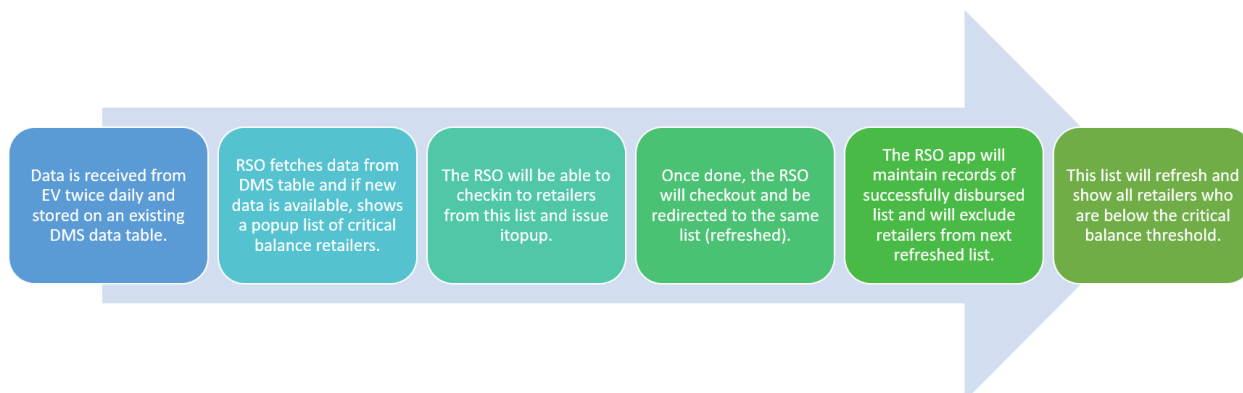 Data is received from
EV twice daily and
stored on an existing
DMS data table.
RSO fetches data from
DMS table and if new
data is available, shows
a popup list of critical
balance retailers.
The RSO will be able to
checkin to retailers
from this list and issue
itopup.
Once done, the RSO
will checkout and be
redirected to the same
list (refreshed).
The RSO app will
maintain records of
successfully disbursed
list and will exclude
retailers from next
refreshed list.
This list will refresh and
show all retailers who
are below the critical
balance threshold.